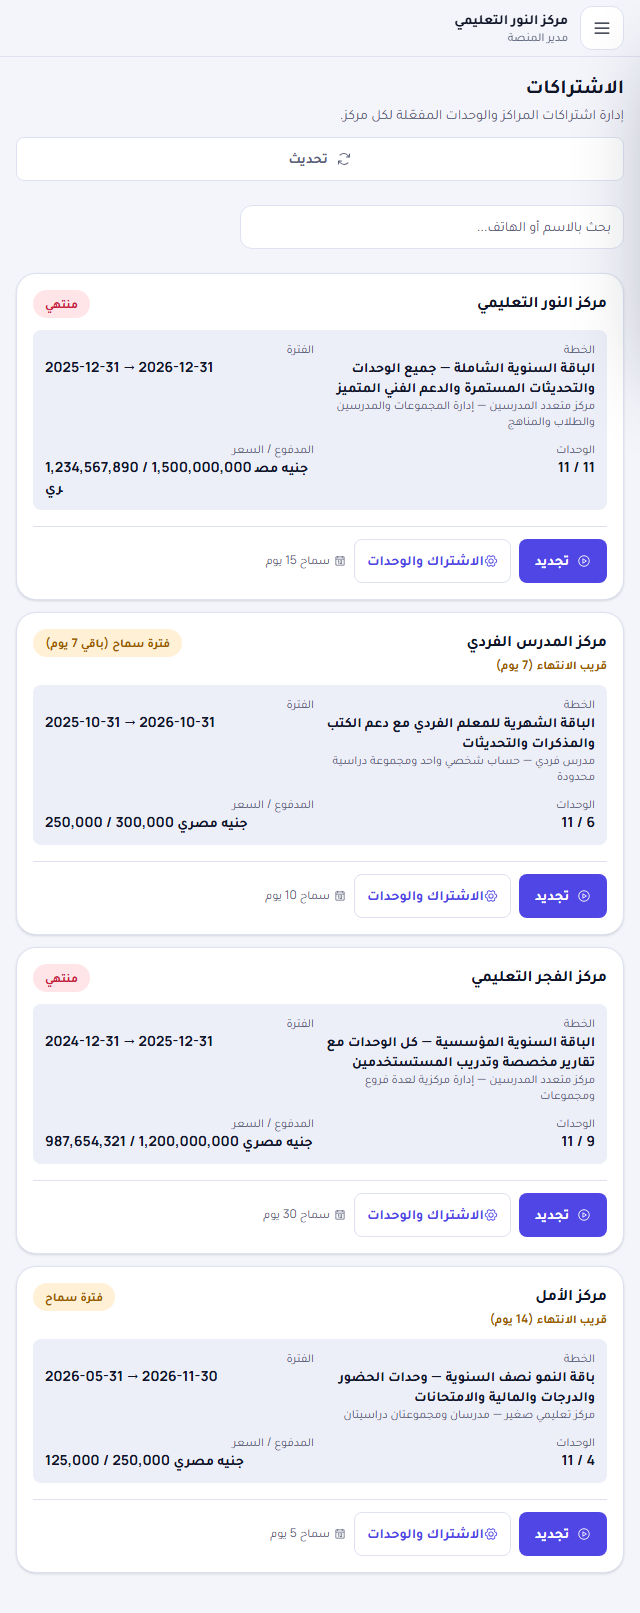 مركز النور التعليمي
مدير المنصة
الاشتراكات
إدارة اشتراكات المراكز والوحدات المفعّلة لكل مركز.
تحديث
بحث بالاسم أو الهاتف...
مركز النور التعليمي
منتهي
الخطة
الباقة السنوية الشاملة — جميع الوحدات
والتحديثات المستمرة والدعم الفني المتميز
مركز متعدد المدرسين — إدارة المجموعات والمدرسين
والطلاب والمناهج
الفترة
2025-12-31 → 2026-12-31
الوحدات
11 / 11
المدفوع / السعر
1,234,567,890 / 1,500,000,000 جنيه مص
ري
تجديد
الاشتراك والوحدات
سماح 15 يوم
مركز المدرس الفردي
قريب الانتهاء (7 يوم)
فترة سماح (باقي 7 يوم)
الخطة
الباقة الشهرية للمعلم الفردي مع دعم الكتب
والمذكرات والتحديثات
مدرس فردي — حساب شخصي واحد ومجموعة دراسية
محدودة
الفترة
2025-10-31 → 2026-10-31
الوحدات
11 / 6
المدفوع / السعر
250,000 / 300,000 جنيه مصري
تجديد
الاشتراك والوحدات
سماح 10 يوم
مركز الفجر التعليمي
منتهي
الخطة
الباقة السنوية المؤسسية — كل الوحدات مع
تقارير مخصصة وتدريب المستستخدمين
مركز متعدد المدرسين — إدارة مركزية لعدة فروع
ومجموعات
الفترة
2024-12-31 → 2025-12-31
الوحدات
11 / 9
المدفوع / السعر
987,654,321 / 1,200,000,000 جنيه مصري
تجديد
الاشتراك والوحدات
سماح 30 يوم
مركز الأمل
قريب الانتهاء (14 يوم)
فترة سماح
الخطة
باقة النمو نصف السنوية — وحدات الحضور
والدرجات والمالية والامتحانات
مركز تعليمي صغير — مدرسان ومجموعتان دراسيتان
الفترة
2026-05-31 → 2026-11-30
الوحدات
11 / 4
المدفوع / السعر
125,000 / 250,000 جنيه مصري
تجديد
الاشتراك والوحدات
سماح 5 يوم